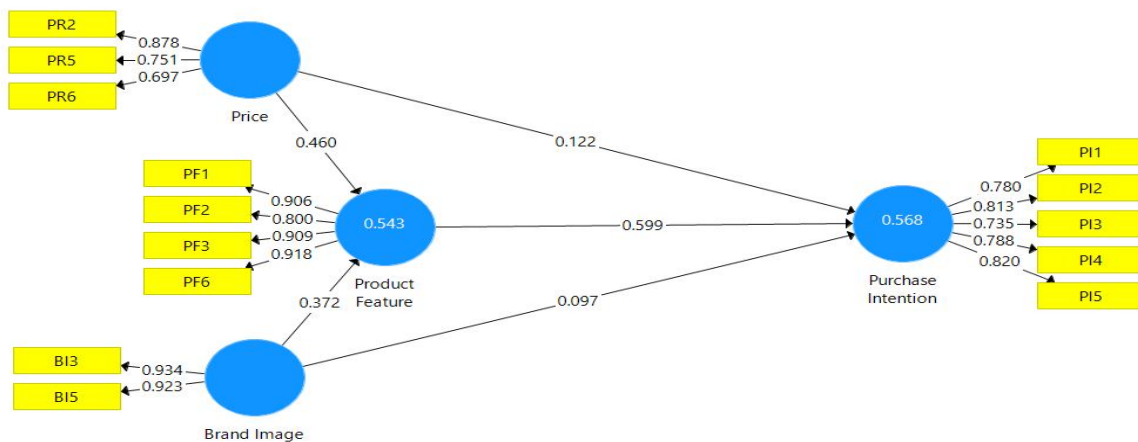 PR2
0.878
PR5
0.751
PR6
0.697
Price
0.460
0.122
PF1
0.906
PF2
0.800
PF3
0.909
PF6
0.918
0.543
Product
Feature
0.599
0.568
Purchase
Intention
0.780
PI1
0.813
PI2
0.735
PI3
0.788
PI4
0.820
PI5
0.372
0.097
BI3
0.934
BI5
0.923
Brand Image